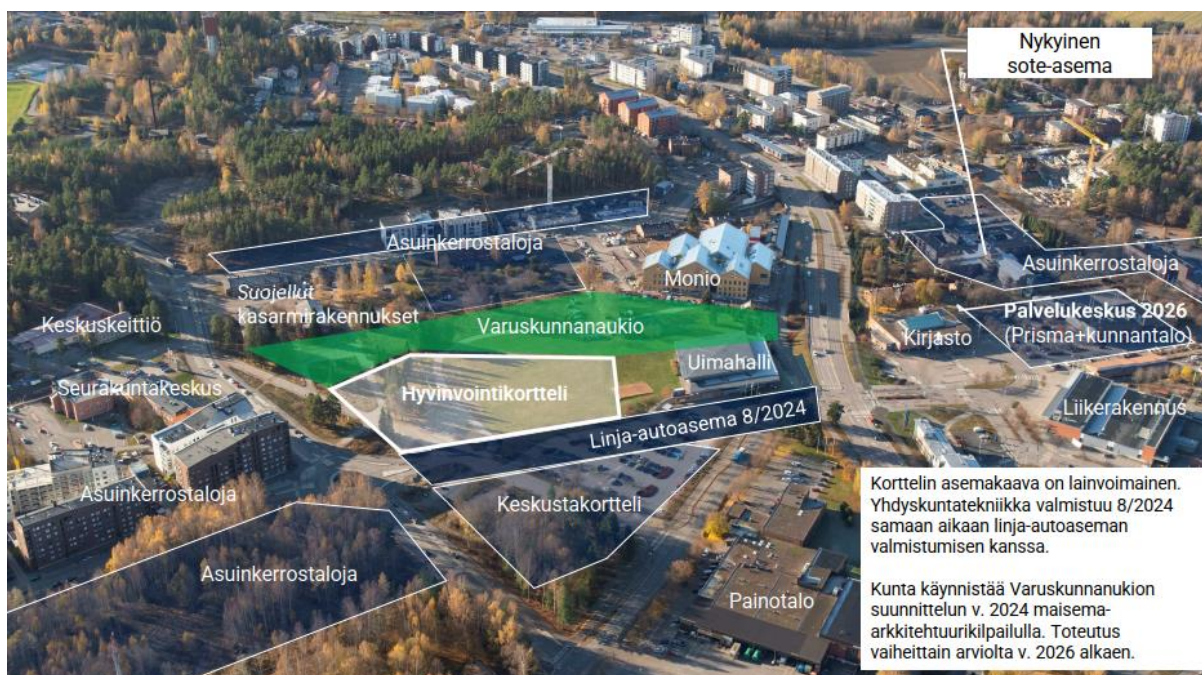 Nykyinen
sote-asema
Asuinkerrostaloja
Monio
Asuinkerrostaloja
Suojellut
kasarmirakennukset
Keskuskeittiö
Varuskunnanaukio
Kirjasto
Palvelukeskus 2026
(Prisma+kunnantalo)
Uimahalli
Seurakuntakeskus
Hyvinvointikortteli
Liikerakennus
Linja-autoasema 8/2024
Asuinkerrostaloja
Keskustakortteli
Asuinkerrostaloja
Painotalo
Korttelin asemakaava on lainvoimainen.
Yhdyskuntatekniikka valmistuu 8/2024
samaan aikaan linja-autoaseman
valmistumisen kanssa.
Kunta käynnistää Varuskunnanukion
suunnittelun v. 2024 maisema-
arkkitehtuurikilpailulla. Toteutus
vaiheittain arviolta v. 2026 alkaen.